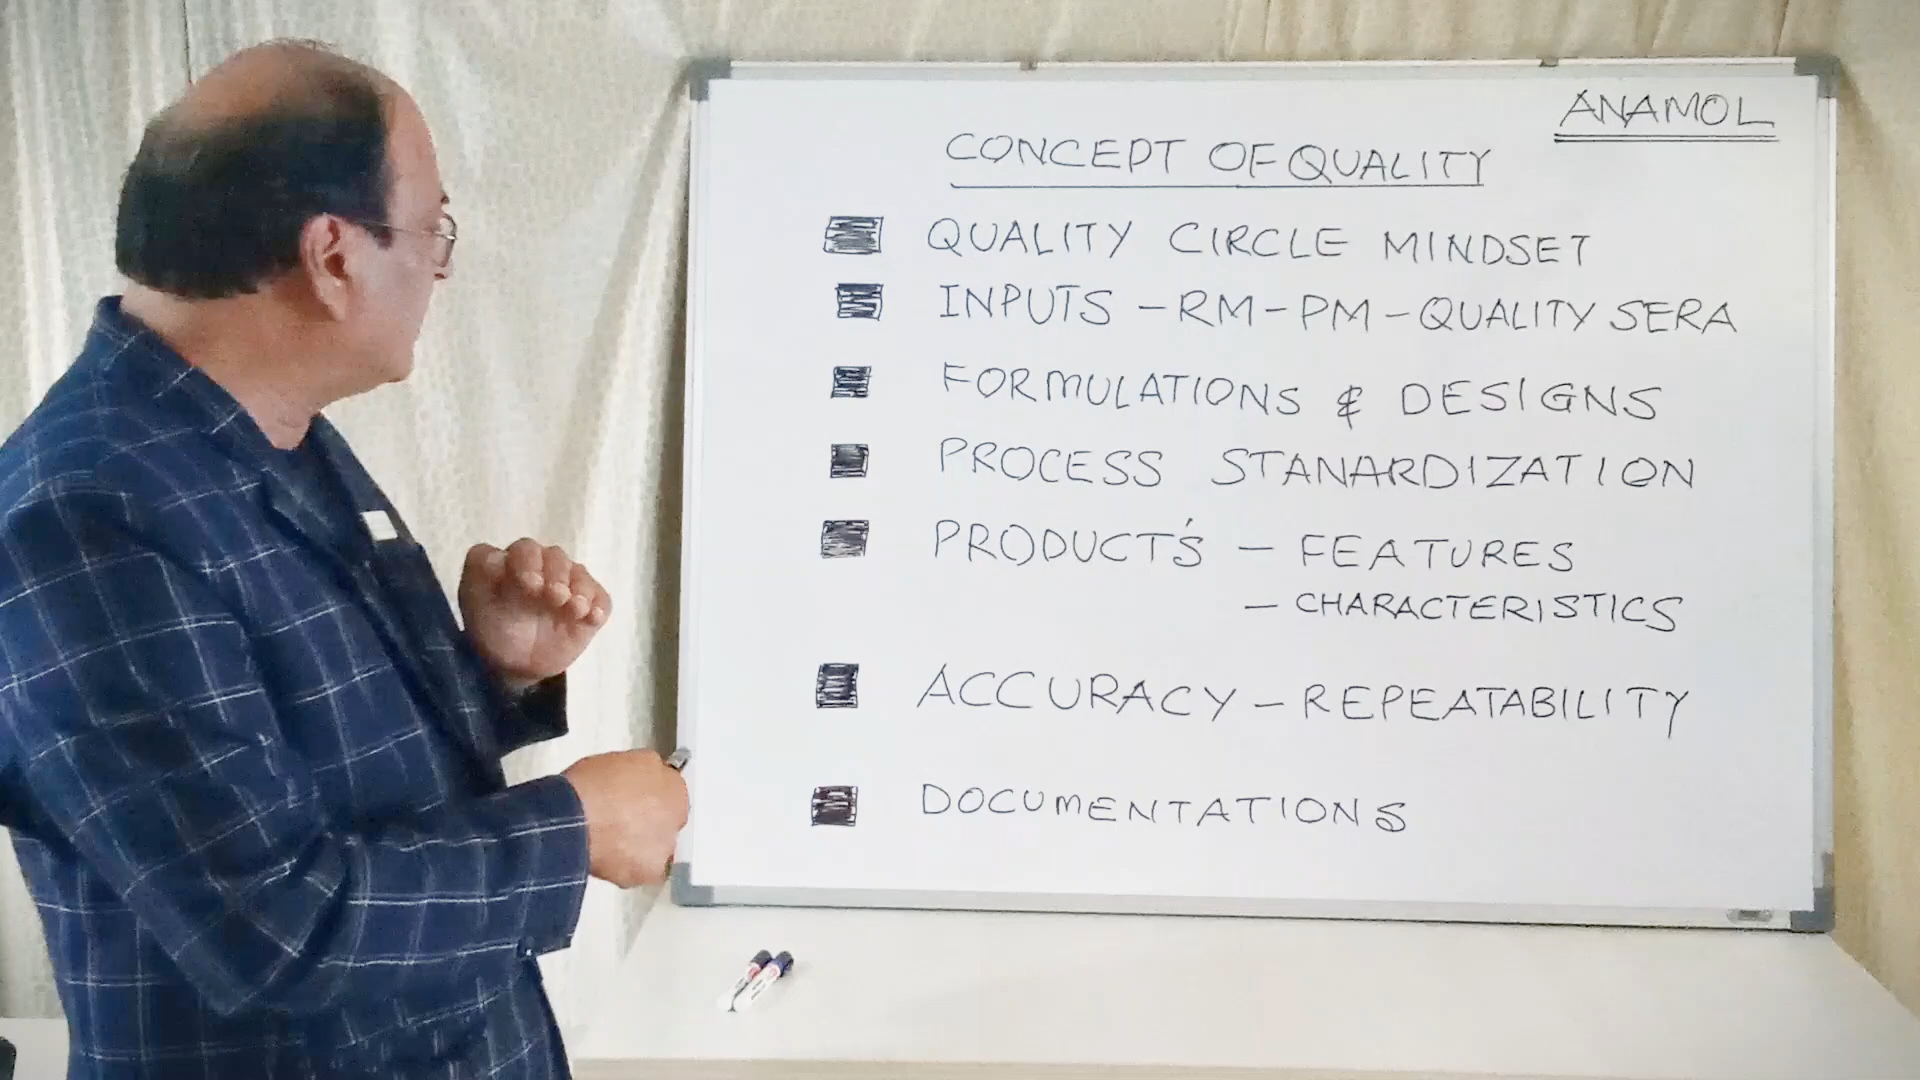 ANAMOL
CONCEPT OF QUALITY
QUALITY CIRCLE MINDSET
INPUTS - RM - PM - QUALITY SERA
FORMULATIONS & DESIGNS
PROCESS STANARDIZATION
PRODUCT'S - FEATURES
- CHARACTERISTICS
ACCURACY - REPEATABILITY
DOCUMENTATIONS